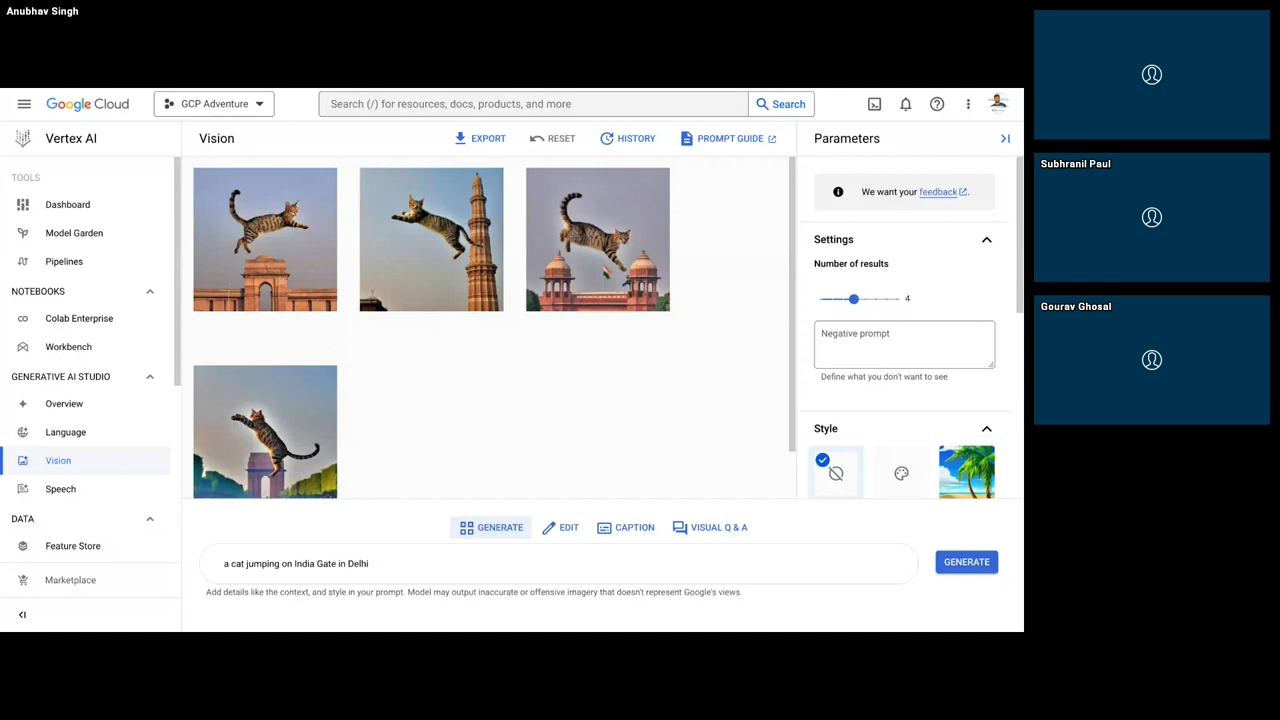 Anubhav Singh
Google Cloud
GCP Adventure
Search (/) for resources, docs, products, and more
Search
Vertex AI
TOOLS
Dashboard
Model Garden
Pipelines
NOTEBOOKS
Colab Enterprise
Workbench
GENERATIVE AI STUDIO
Overview
Language
Vision
Speech
DATA
Feature Store
Marketplace
Vision
EXPORT
RESET
HISTORY
PROMPT GUIDE
GENERATE
EDIT
CAPTION
VISUAL Q & A
a cat jumping on India Gate in Delhi
GENERATE
Add details like the context, and style in your prompt. Model may output inaccurate or offensive imagery that doesn't represent Google's views.
Parameters
We want your feedback.
Settings
Number of results
4
Negative prompt
Define what you don't want to see
Style
Subhranil Paul
Gourav Ghosal